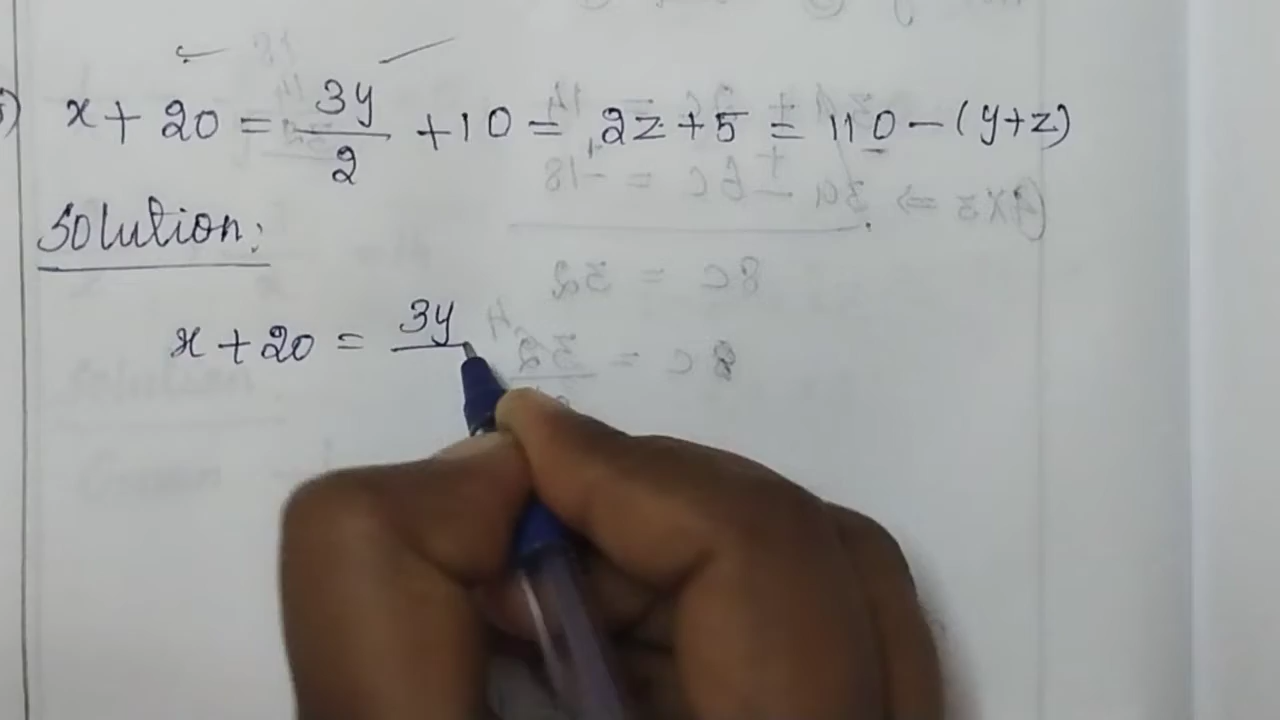 x + 20 = 3y/2 + 10 = 2z + 5 = 110 - (y+z)
Solution:
x + 20 = 3y